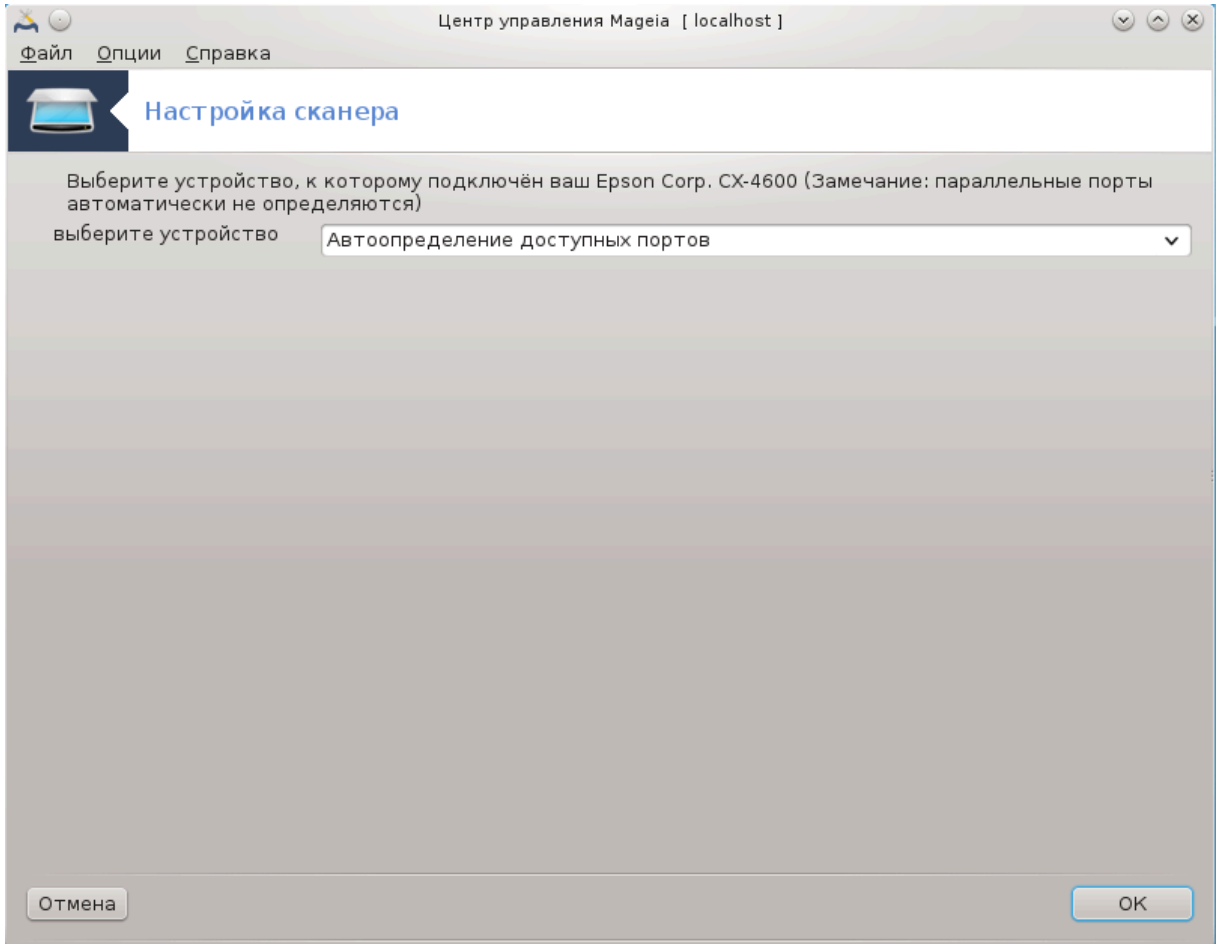 Центр управления Mageia [ localhost ]
Файл Опции Справка
Настройка сканера
Выберите устройство, к которому подключён ваш Epson Corp. CX-4600 (Замечание: параллельные порты
автоматически не определяются)
выберите устройство Автоопределение доступных портов
Отмена OK